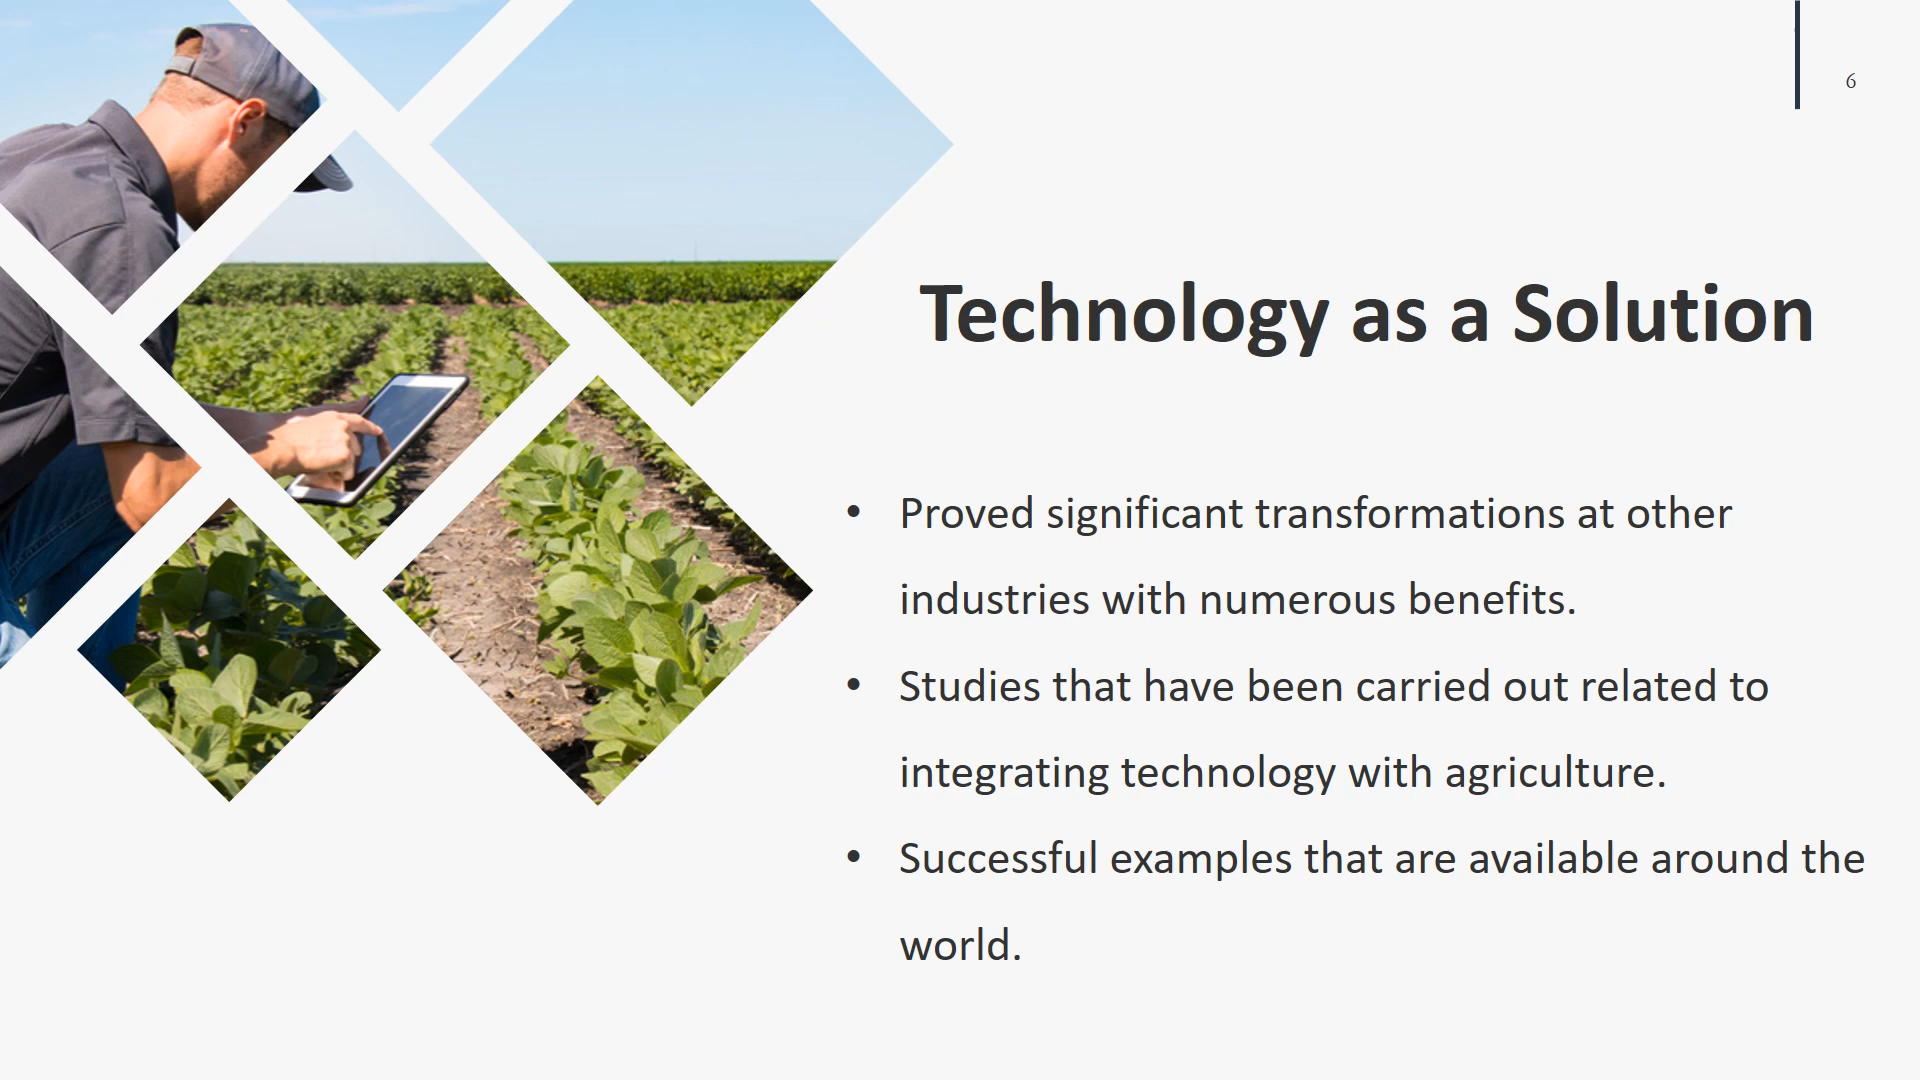 6
Technology as a Solution
• Proved significant transformations at other
industries with numerous benefits.
• Studies that have been carried out related to
integrating technology with agriculture.
• Successful examples that are available around the
world.